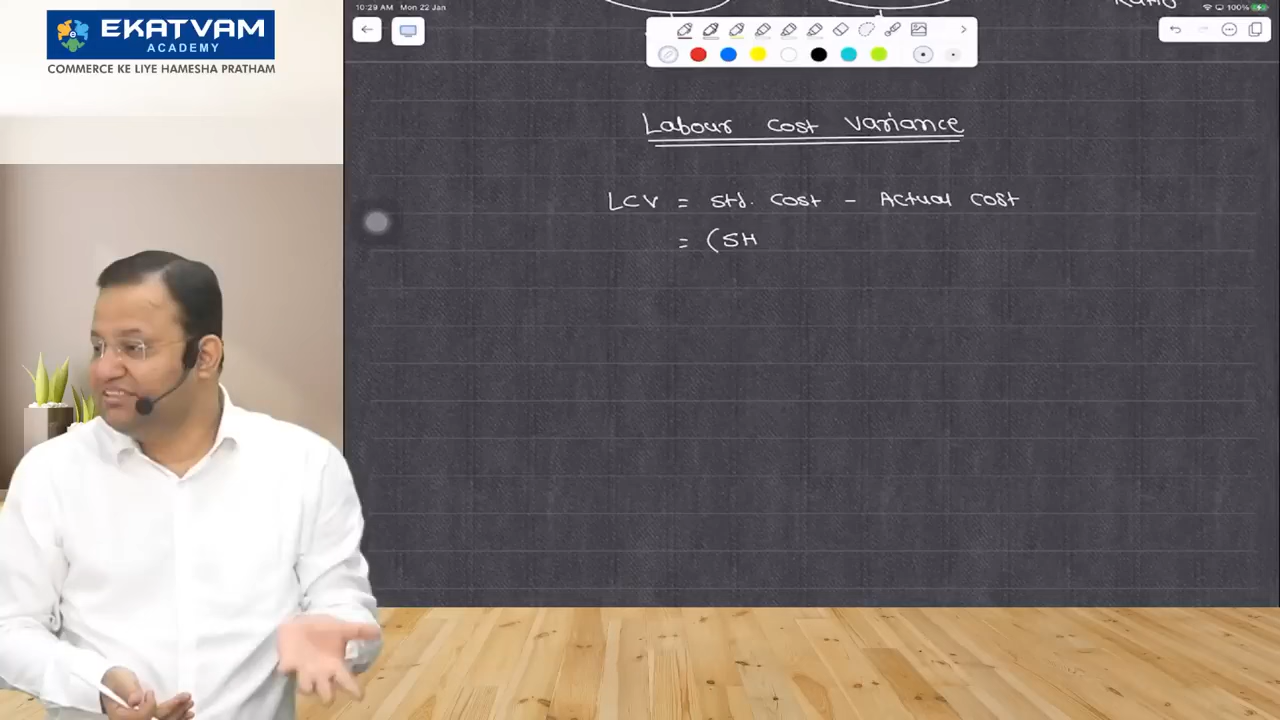 EKATVAM
ACADEMY
COMMERCE KE LIYE HAMESHA PRATHAM
10:29 AM Mon 22 Jan
100%
Labour cost variance
LCV = Std. cost - Actual cost
= (SH